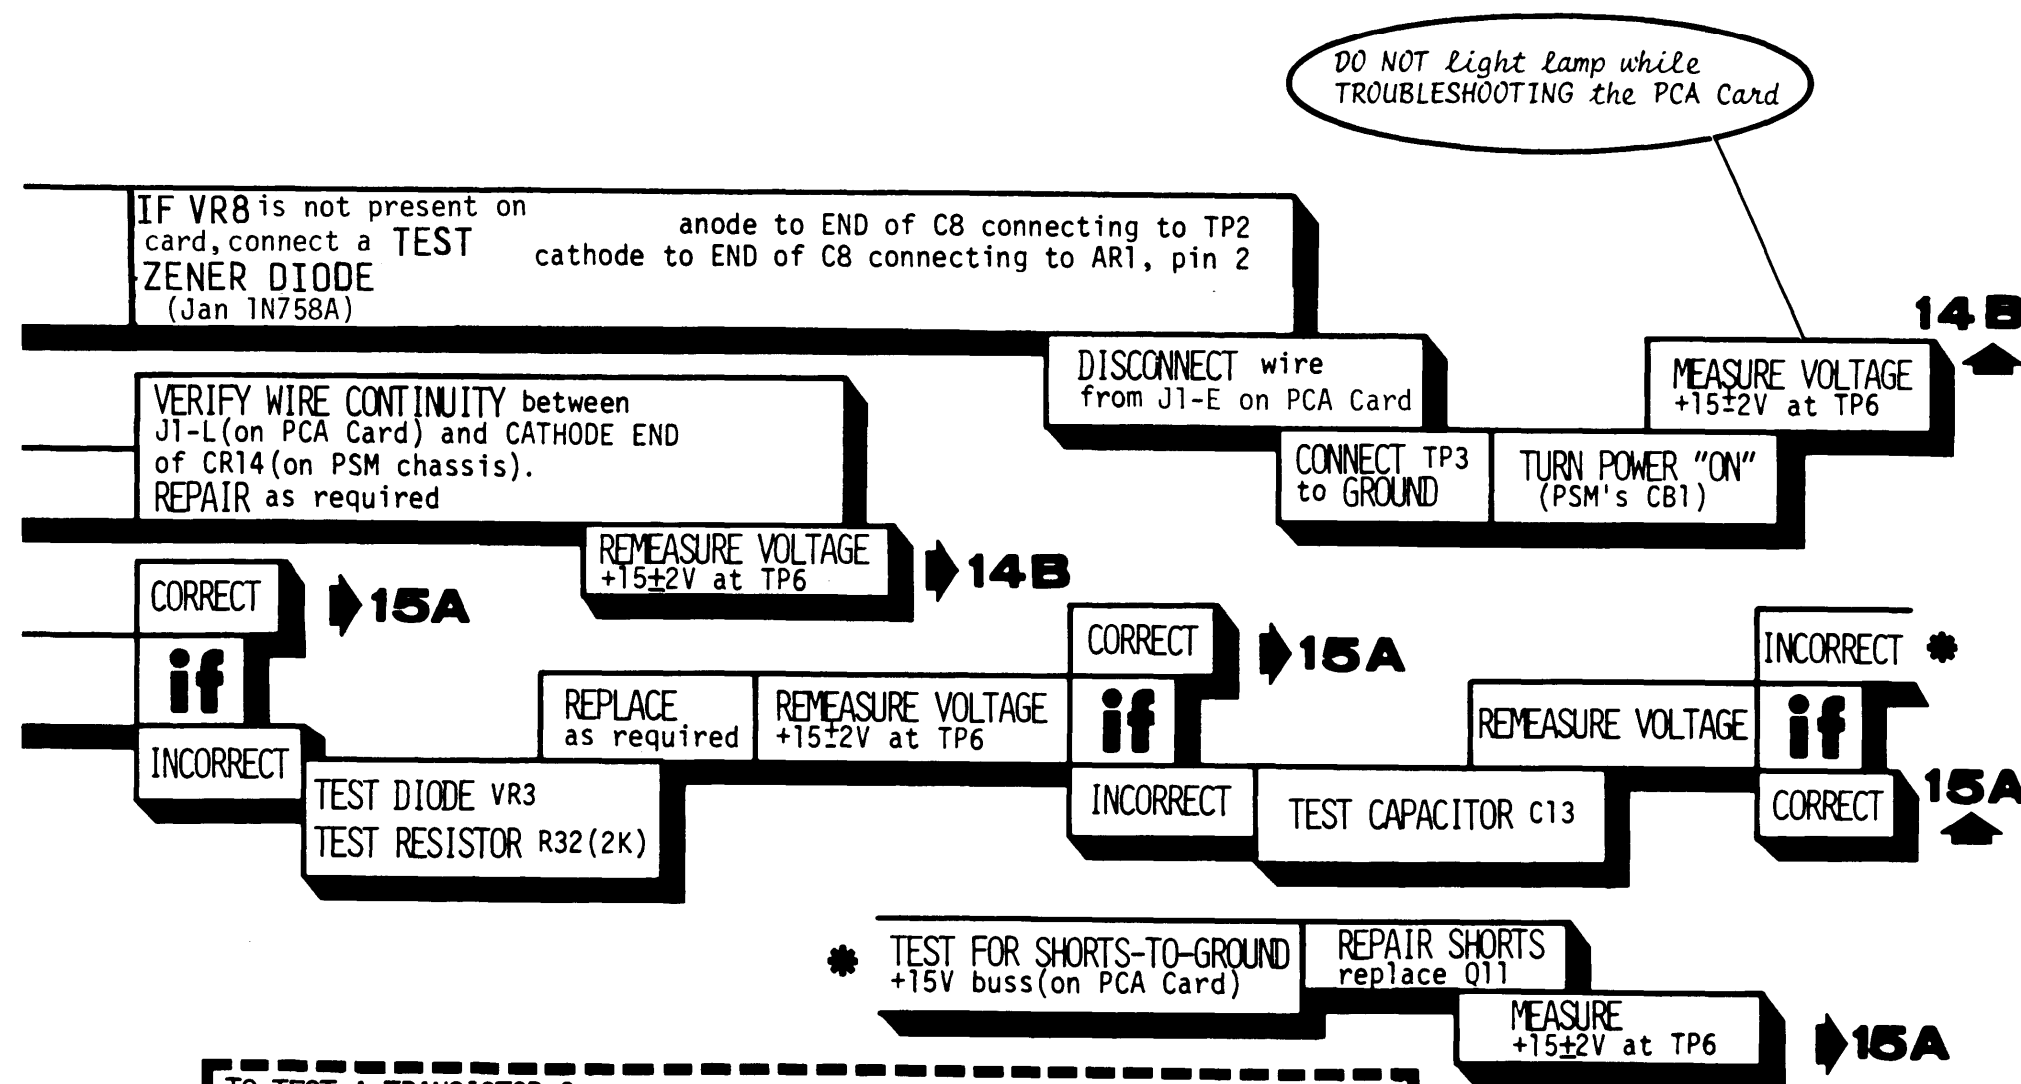 DO NOT light lamp while
TROUBLESHOOTING the PCA Card
IF VR8 is not present on
card, connect a TEST
ZENER DIODE
(Jan 1N758A)
anode to END of C8 connecting to TP2
cathode to END of C8 connecting to AR1, pin 2
DISCONNECT wire
from J1-E on PCA Card
CONNECT TP3
to GROUND
TURN POWER "ON"
(PSM's CB1)
MEASURE VOLTAGE
+15±2V at TP6
14B
VERIFY WIRE CONTINUITY between
J1-L(on PCA Card) and CATHODE END
of CR14(on PSM chassis).
REPAIR as required
REMEASURE VOLTAGE
+15±2V at TP6
14B
CORRECT
15A
if
INCORRECT
TEST DIODE VR3
TEST RESISTOR R32(2K)
REPLACE
as required
REMEASURE VOLTAGE
+15±2V at TP6
CORRECT
15A
if
INCORRECT
TEST CAPACITOR C13
REMEASURE VOLTAGE
INCORRECT *
if
CORRECT
15A
* TEST FOR SHORTS-TO-GROUND
+15V buss(on PCA Card)
REPAIR SHORTS
replace Q11
MEASURE
+15±2V at TP6
15A